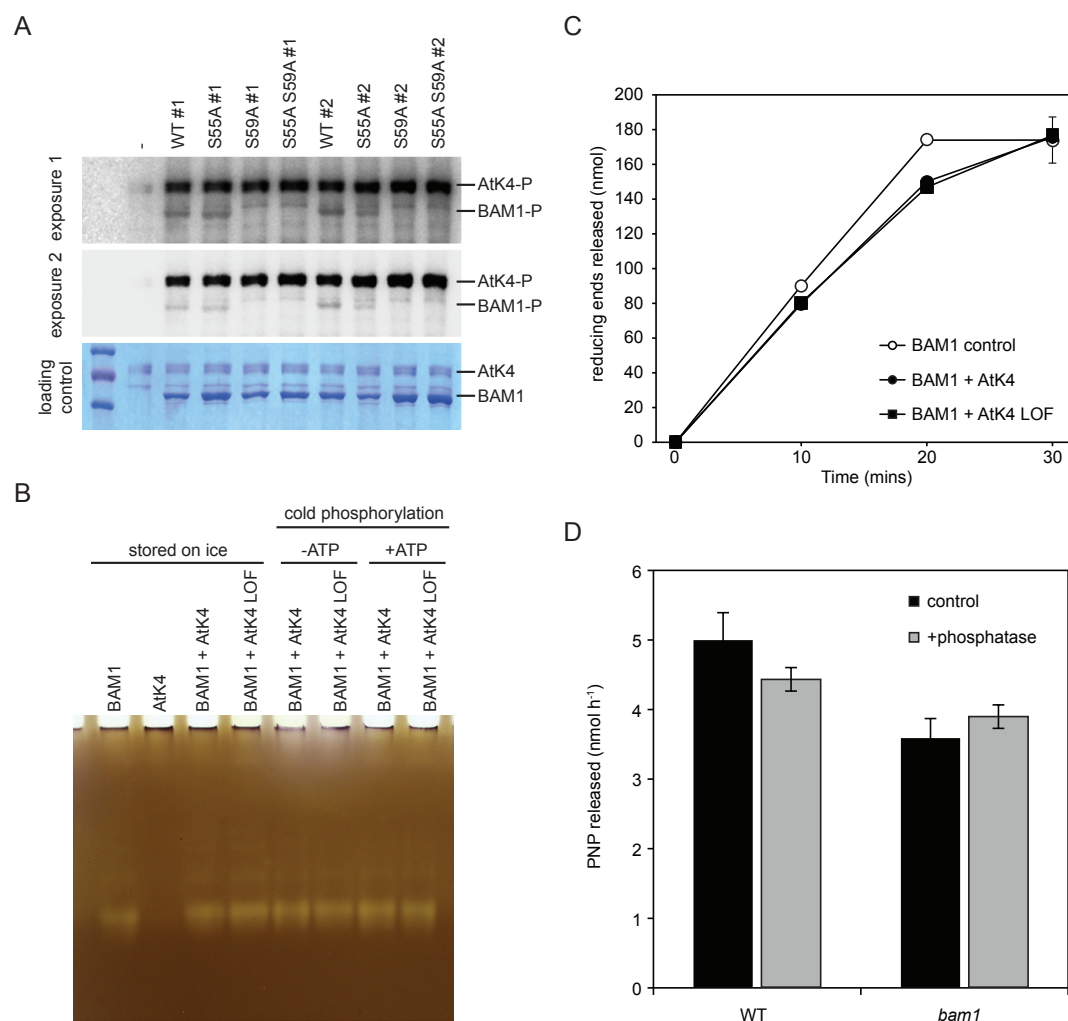 A
-
WT #1
S55A #1
S59A #1
S55A S59A #1
WT #2
S55A #2
S59A #2
S55A S59A #2
exposure 1
AtK4-P
BAM1-P
exposure 2
AtK4-P
BAM1-P
loading
control
AtK4
BAM1
B
cold phosphorylation
stored on ice
-ATP
+ATP
BAM1
AtK4
BAM1 + AtK4
BAM1 + AtK4 LOF
BAM1 + AtK4
BAM1 + AtK4 LOF
BAM1 + AtK4
BAM1 + AtK4 LOF
C
reducing ends released (nmol)
200
180
160
140
120
100
80
60
40
20
0
0
10
20
30
Time (mins)
BAM1 control
BAM1 + AtK4
BAM1 + AtK4 LOF
D
PNP released (nmol h⁻¹)
6
5
4
3
2
1
0
control
+phosphatase
WT
bam1